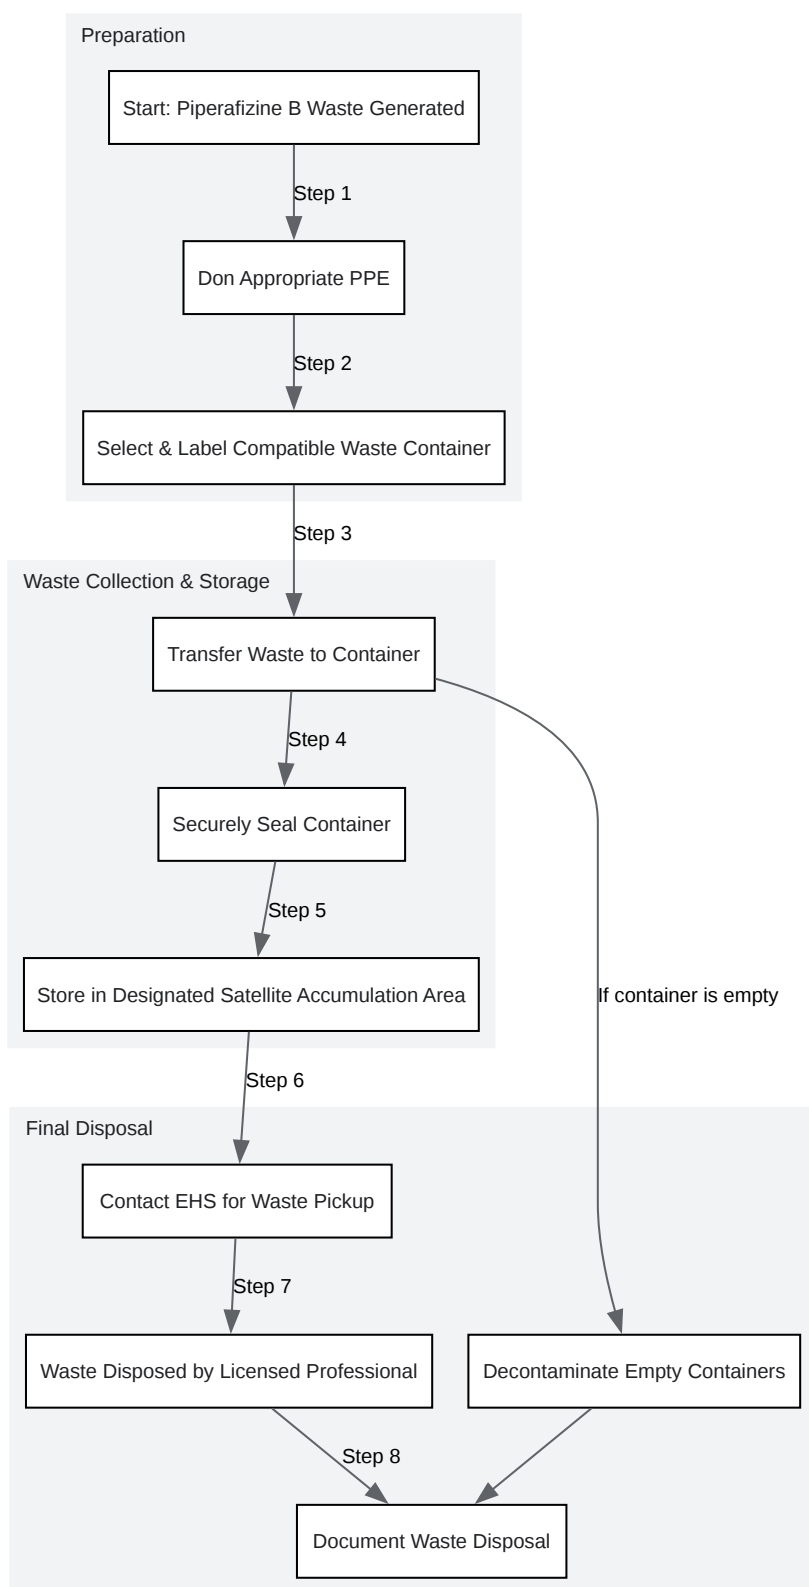 Preparation
Start: Piperafizine B Waste Generated
Step 1
Don Appropriate PPE
Step 2
Select & Label Compatible Waste Container
Step 3
Waste Collection & Storage
Transfer Waste to Container
Step 4
Securely Seal Container
Step 5
Store in Designated Satellite Accumulation Area
If container is empty
Step 6
Final Disposal
Contact EHS for Waste Pickup
Step 7
Waste Disposed by Licensed Professional
Decontaminate Empty Containers
Step 8
Document Waste Disposal